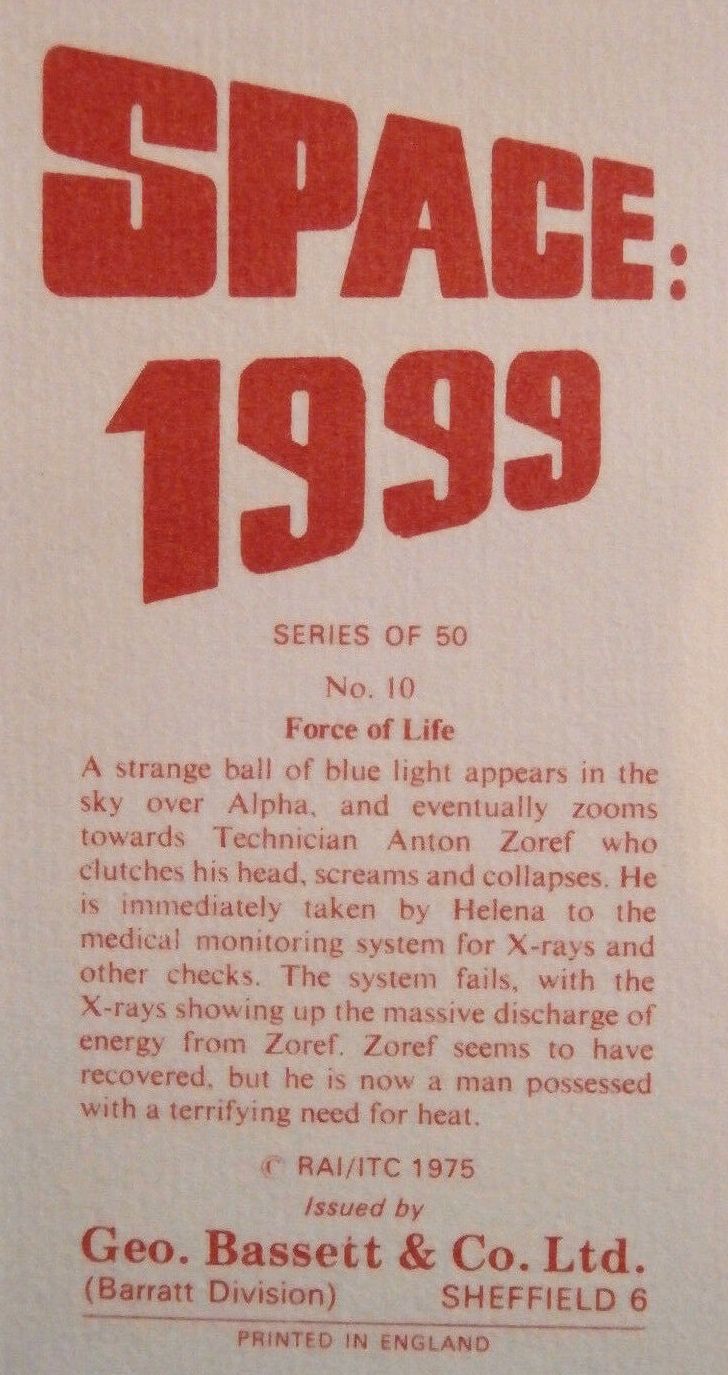 SPACE:
1999
SERIES OF 50
No. 10
Force of Life
A strange ball of blue light appears in the
sky over Alpha, and eventually zooms
towards Technician Anton Zoref who
clutches his head, screams and collapses. He
is immediately taken by Helena to the
medical monitoring system for X-rays and
other checks. The system fails, with the
X-rays showing up the massive discharge of
energy from Zoref. Zoref seems to have
recovered, but he is now a man possessed
with a terrifying need for heat.
© RAI/ITC 1975
Issued by
Geo. Bassett & Co. Ltd.
(Barratt Division) SHEFFIELD 6
PRINTED IN ENGLAND